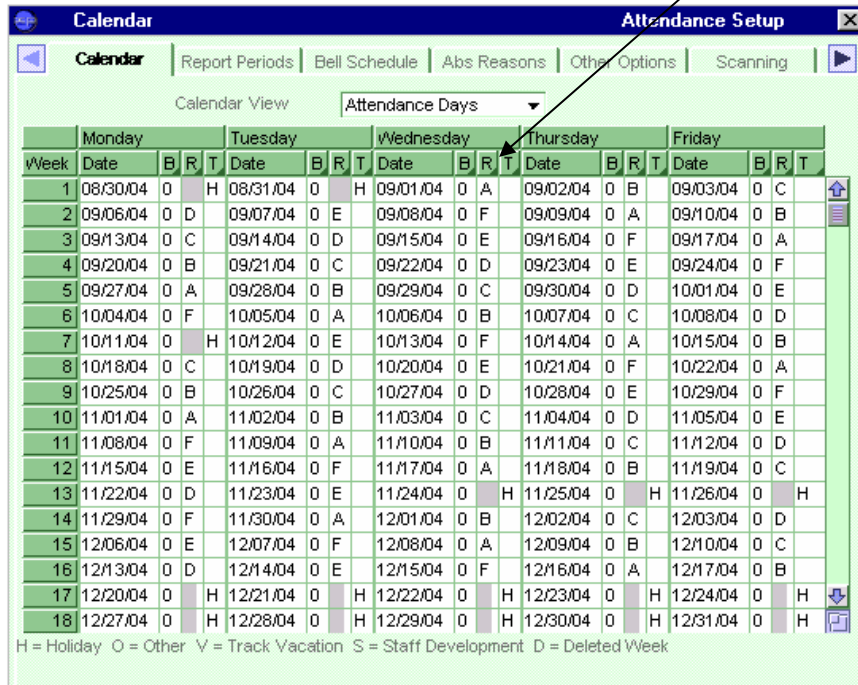 Calendar Attendance Setup
Calendar Report Periods Bell Schedule Abs Reasons Other Options Scanning
Calendar View Attendance Days
Monday Tuesday Wednesday Thursday Friday
Week Date B R T Date B R T Date B R T Date B R T Date B R T
1 08/30/04 0 H 08/31/04 0 H 09/01/04 0 A 09/02/04 0 B 09/03/04 0 C
2 09/06/04 0 D 09/07/04 0 E 09/08/04 0 F 09/09/04 0 A 09/10/04 0 B
3 09/13/04 0 C 09/14/04 0 D 09/15/04 0 E 09/16/04 0 F 09/17/04 0 A
4 09/20/04 0 B 09/21/04 0 C 09/22/04 0 D 09/23/04 0 E 09/24/04 0 F
5 09/27/04 0 A 09/28/04 0 B 09/29/04 0 C 09/30/04 0 D 10/01/04 0 E
6 10/04/04 0 F 10/05/04 0 A 10/06/04 0 B 10/07/04 0 C 10/08/04 0 D
7 10/11/04 0 H 10/12/04 0 E 10/13/04 0 F 10/14/04 0 A 10/15/04 0 B
8 10/18/04 0 C 10/19/04 0 D 10/20/04 0 E 10/21/04 0 F 10/22/04 0 A
9 10/25/04 0 B 10/26/04 0 C 10/27/04 0 D 10/28/04 0 E 10/29/04 0 F
10 11/01/04 0 A 11/02/04 0 B 11/03/04 0 C 11/04/04 0 D 11/05/04 0 E
11 11/08/04 0 F 11/09/04 0 A 11/10/04 0 B 11/11/04 0 C 11/12/04 0 D
12 11/15/04 0 E 11/16/04 0 F 11/17/04 0 A 11/18/04 0 B 11/19/04 0 C
13 11/22/04 0 D 11/23/04 0 E 11/24/04 0 H 11/25/04 0 H 11/26/04 0 H
14 11/29/04 0 F 11/30/04 0 A 12/01/04 0 B 12/02/04 0 C 12/03/04 0 D
15 12/06/04 0 E 12/07/04 0 F 12/08/04 0 A 12/09/04 0 B 12/10/04 0 C
16 12/13/04 0 D 12/14/04 0 E 12/15/04 0 F 12/16/04 0 A 12/17/04 0 B
17 12/20/04 0 H 12/21/04 0 H 12/22/04 0 H 12/23/04 0 H 12/24/04 0 H
18 12/27/04 0 H 12/28/04 0 H 12/29/04 0 H 12/30/04 0 H 12/31/04 0 H
H = Holiday O = Other V = Track Vacation S = Staff Development D = Deleted Week